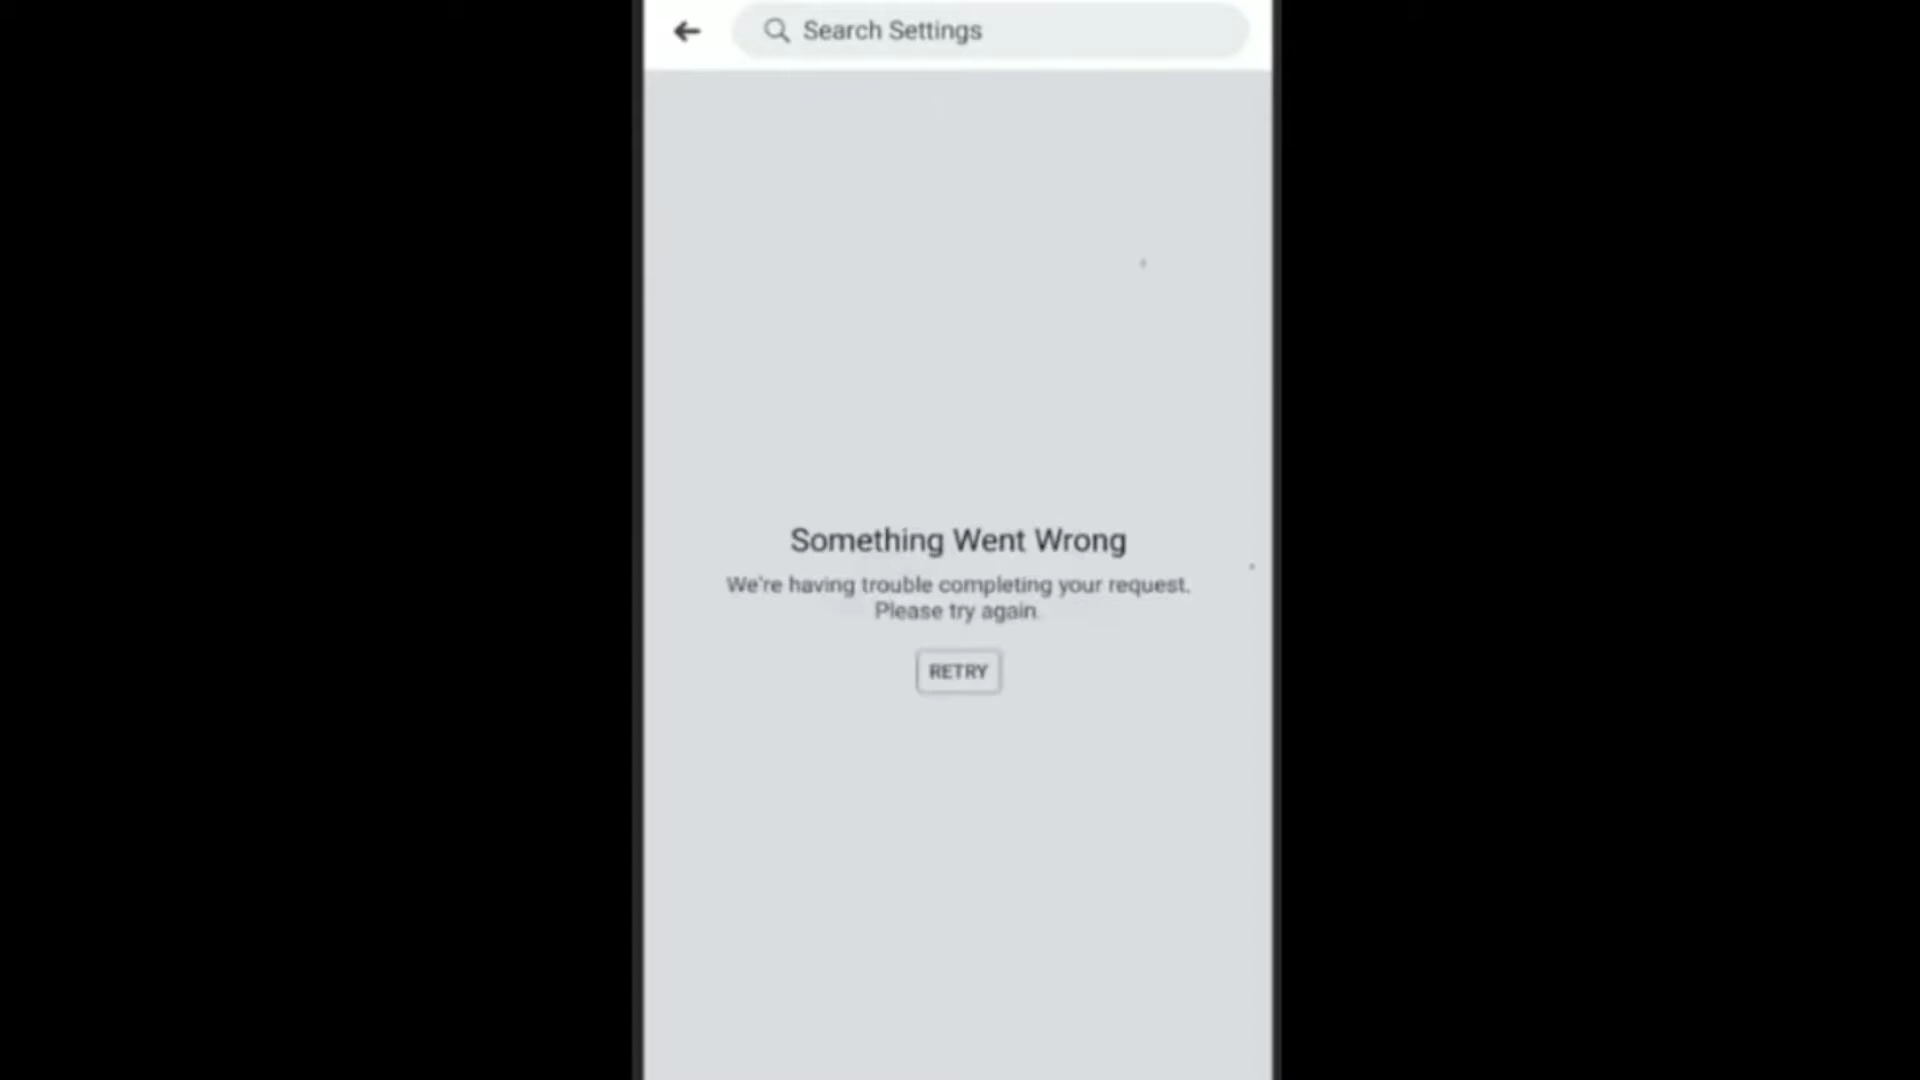 Search Settings
Something Went Wrong
We're having trouble completing your request.
Please try again.
RETRY